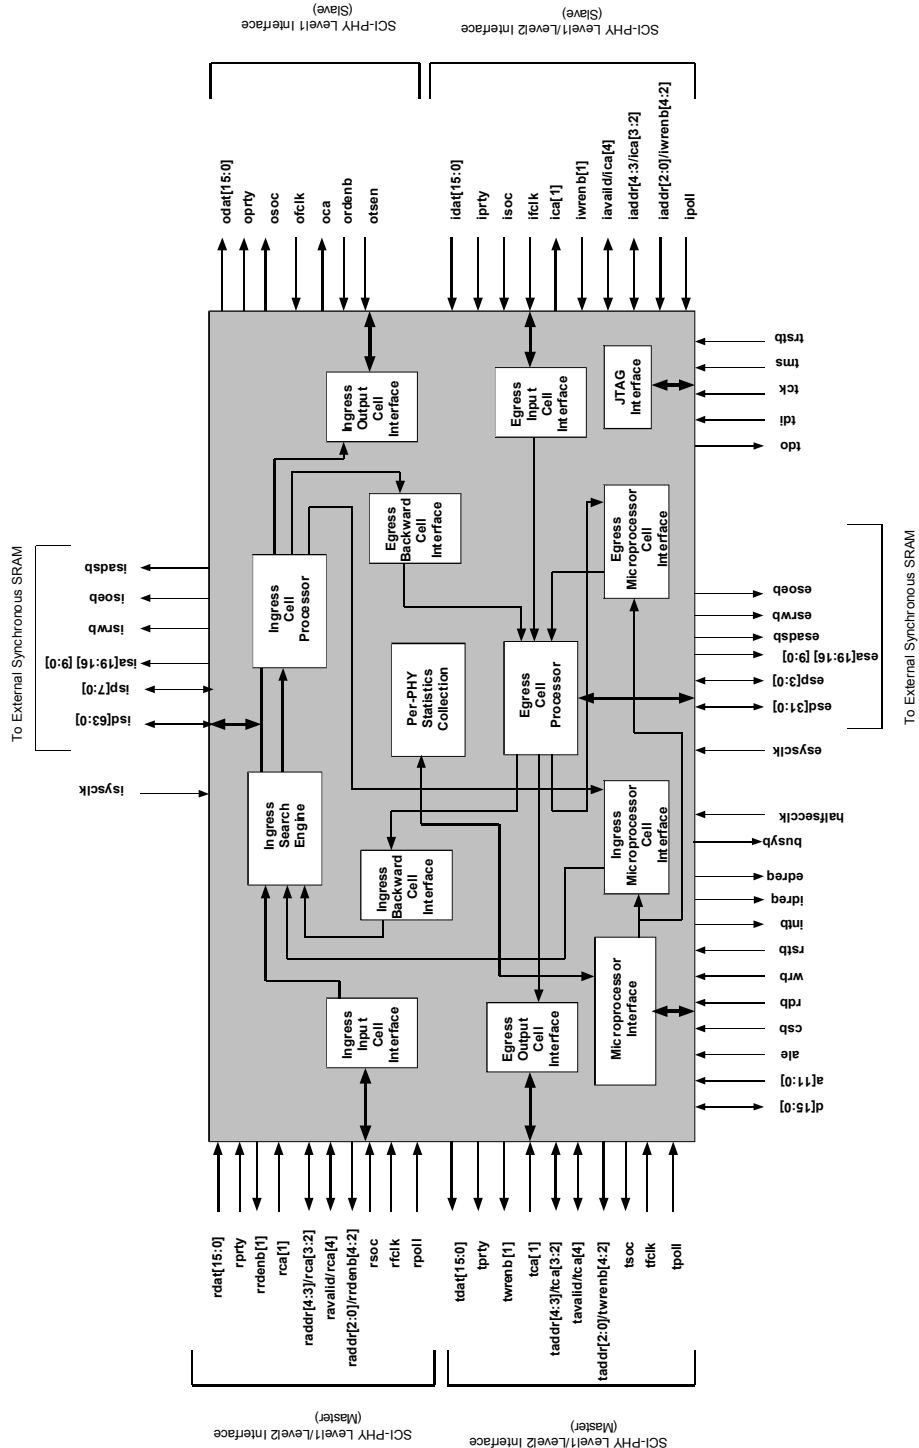 SCI-PHY Level1 Interface
(Slave)
SCI-PHY Level1/Level2 Interface
(Slave)
odat[15:0]
oprty
osoc
ofclk
oca
ordenb
otsen
idat[15:0]
iprty
isoc
ifclk
ica[1]
iwrenb[1]
iavaild/ica[4]
iaddr[4:3/ica[3:2]
iaddr[2:0]/iwrenb[4:2]
ipoll
To External Synchronous SRAM
isadsb
isoeb
isrwb
isa[19:16] [9:0]
isp[7:0]
isd[63:0]
isysclk
Ingress
Output
Cell
Interface
Egress
Input
Cell
Interface
JTAG
Interface
Egress
Backward
Cell
Interface
Egress
Microprocessor
Cell
Interface
Ingress
Cell
Processor
Per-PHY
Statistics
Collection
Egress
Cell
Processor
Ingress
Search
Engine
Ingress
Backward
Cell
Interface
Ingress
Microprocessor
Cell
Interface
Ingress
Input
Cell
Interface
Egress
Output
Cell
Interface
Microprocessor
Interface
trstb
tms
tck
tdi
tdo
esoeb
esrwb
esadsb
esa[19:16] [9:0]
esp[3:0]
esd[31:0]
To External Synchronous SRAM
esysclk
halfsecclk
busyb
edreq
idreq
intb
rstb
wrb
rdb
csb
ale
a[11:0]
d[15:0]
rdat[15:0]
rprty
rrdenb[1]
rca[1]
raddr[4:3]/rca[3:2]
ravalid/rca[4]
raddr[2:0]/rrdenb[4:2]
rsoc
rfclk
rpoll
tdat[15:0]
tprty
twrenb[1]
tca[1]
taddr[4:3]/tca[3:2]
tavalid/tca[4]
taddr[2:0]/twrenb[4:2]
tsoc
tfclk
tpoll
SCI-PHY Level1/Level2 Interface
(Master)
SCI-PHY Level1/Level2 Interface
(Master)